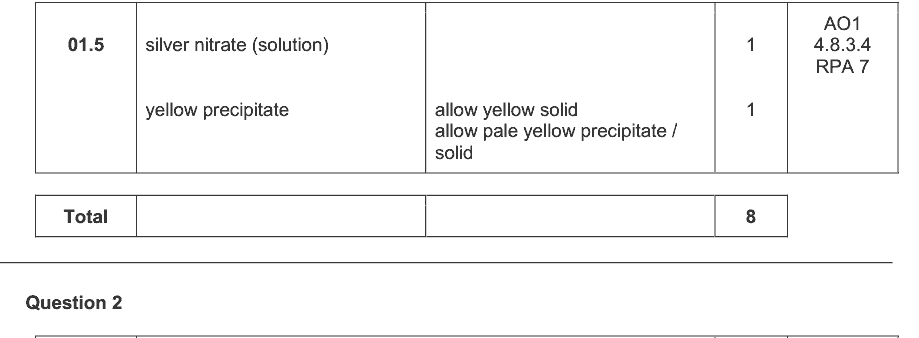 01.5 silver nitrate (solution) 1 AO1
4.8.3.4
RPA 7
yellow precipitate allow yellow solid 1
allow pale yellow precipitate /
solid
Total 8
Question 2